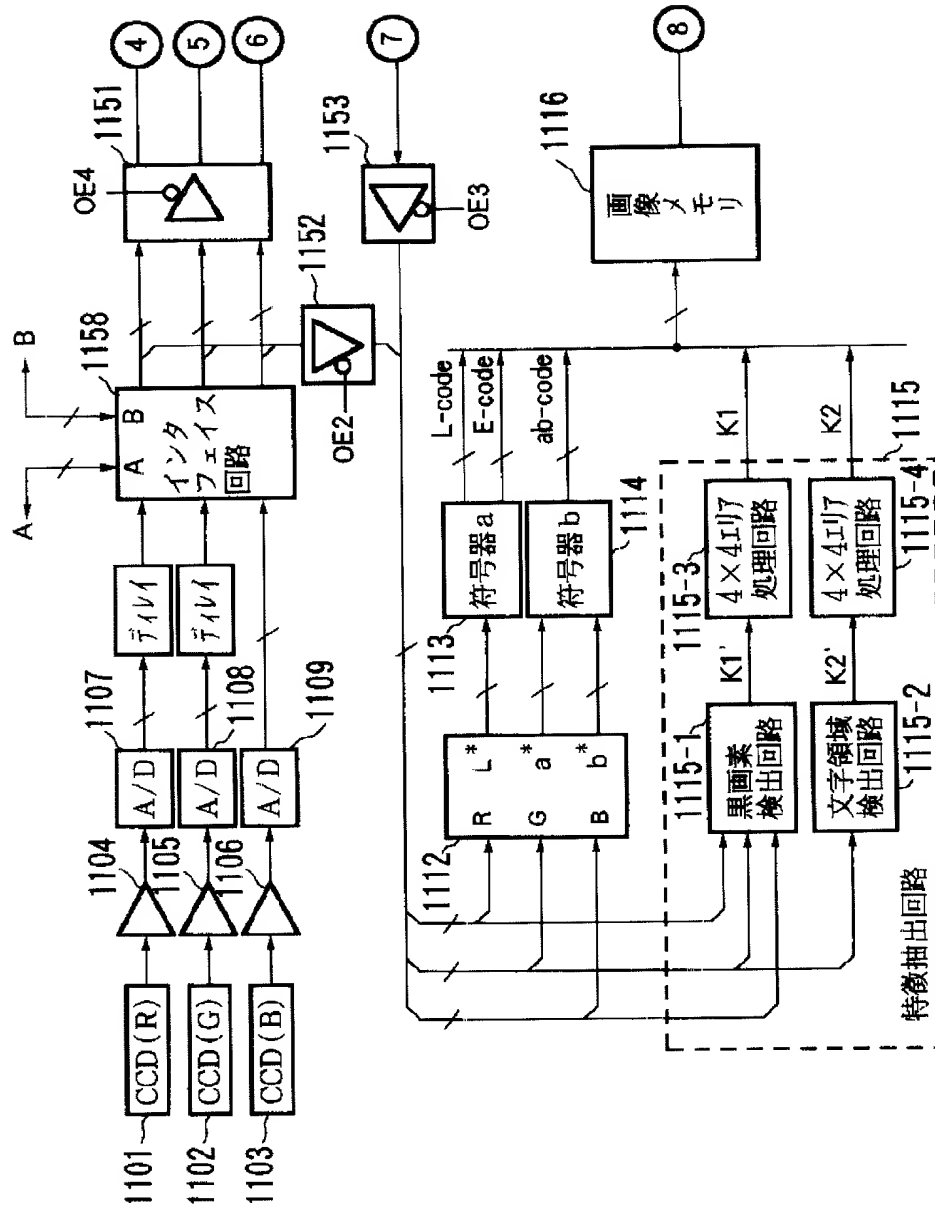 1101
CCD(R)
1104
1107
A/D
ディレイ
1102
CCD(G)
1105
1108
A/D
ディレイ
1103
CCD(B)
1106
1109
A/D
A
B
1158
A B
インタ
フェイス
回路
OE4
1151
4
5
6
1152
OE2
1153
OE3
7
1112
R L*
G a*
B b*
1113
符号器a
1114
符号器b
L-code
E-code
ab-code
1116
画像メモリ
8
1115
特徴抽出回路
1115-1
黒画素
検出回路
K1'
1115-3
4×4エリア
処理回路
K1
1115-2
文字領域
検出回路
K2'
1115-4
4×4エリア
処理回路
K2